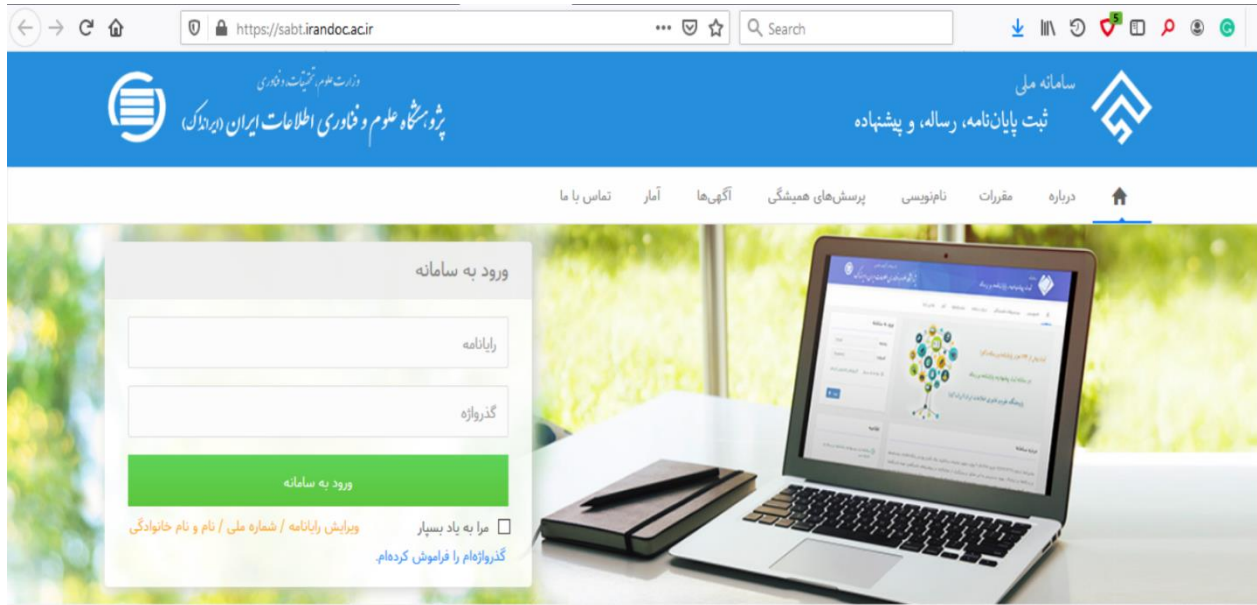 https://sabt.irandoc.ac.ir
Search
5
سامانه ملی
ثبت پایان‌نامه، رساله، و پیشنهاده
وزارت علوم، تحقیقات و فناوری
پژوهشگاه علوم و فناوری اطلاعات ایران (ایرانداک)
درباره
مقررات
نام‌نویسی
پرسش‌های همیشگی
آگهی‌ها
آمار
تماس با ما
ورود به سامانه
رایانامه
گذرواژه
ورود به سامانه
مرا به یاد بسپار
ویرایش رایانامه / شماره ملی / نام و نام خانوادگی
گذرواژه‌ام را فراموش کرده‌ام.